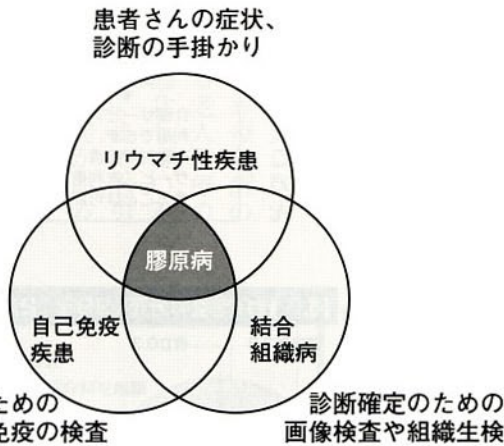 患者さんの症状、
診断の手掛かり
リウマチ性疾患
膠原病
自己免疫
疾患
結合
組織病
ための
免疫の検査
診断確定のための
画像検査や組織生検